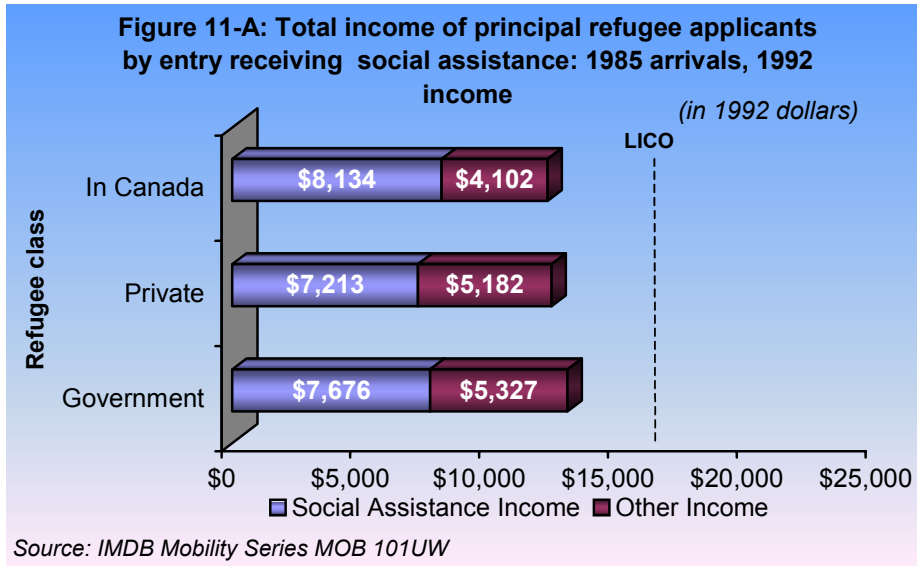 Figure 11-A: Total income of principal refugee applicants
by entry receiving social assistance: 1985 arrivals, 1992
income
(in 1992 dollars)
LICO
Refugee class
In Canada
$8,134 $4,102
Private
$7,213 $5,182
Government
$7,676 $5,327
$0 $5,000 $10,000 $15,000 $20,000 $25,000
Social Assistance Income Other Income
Source: IMDB Mobility Series MOB 101UW